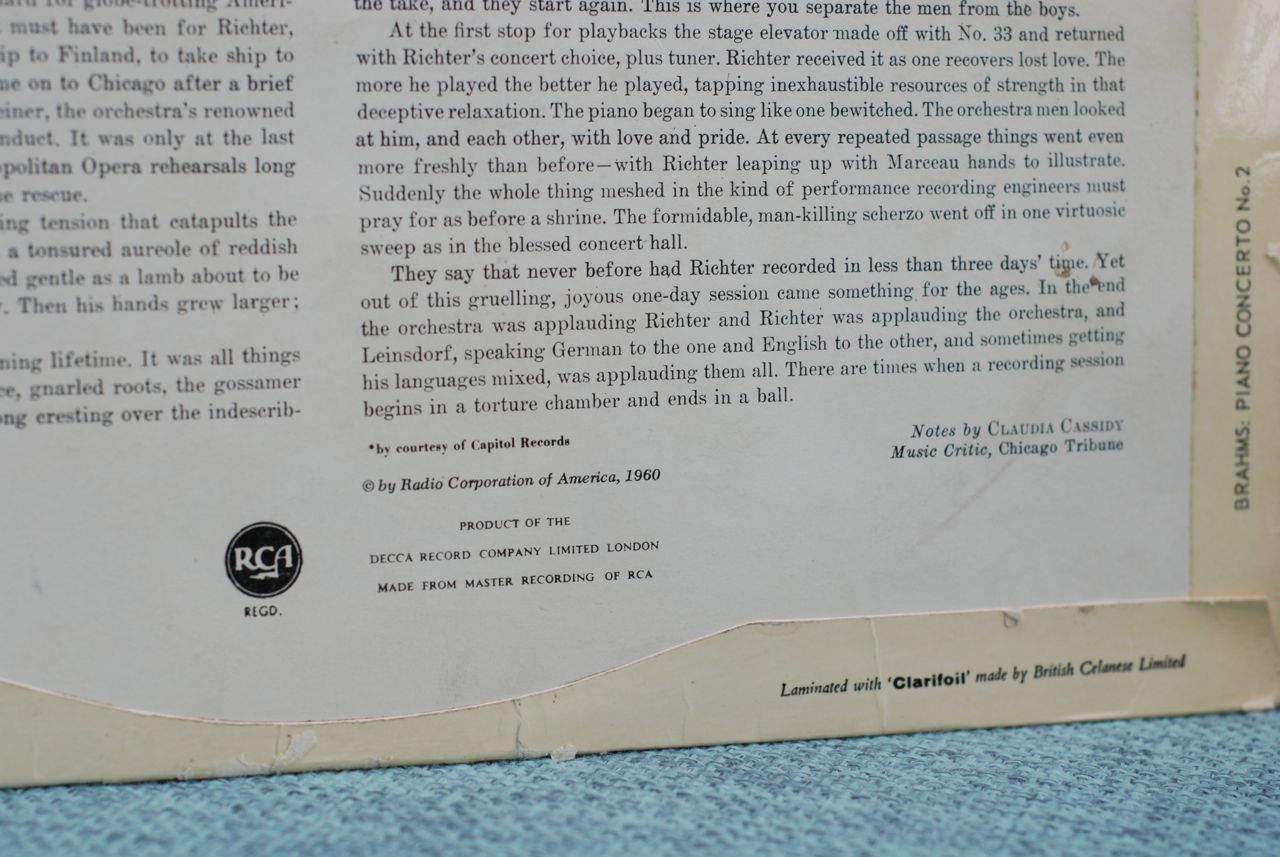 must have been for Richter,
to Finland, to take ship to
on to Chicago after a brief
the orchestra's renowned
It was only at the last
Opera rehearsals long
rescue.
tension that catapults the
a tonsured aureole of reddish
gentle as a lamb about to be
Then his hands grew larger;
lifetime. It was all things
gnarled roots, the gossamer
cresting over the indescrib-
the take, and they start again. This is where you separate the men from the boys.
At the first stop for playbacks the stage elevator made off with No. 33 and returned
with Richter's concert choice, plus tuner. Richter received it as one recovers lost love. The
more he played the better he played, tapping inexhaustible resources of strength in that
deceptive relaxation. The piano began to sing like one bewitched. The orchestra men looked
at him, and each other, with love and pride. At every repeated passage things went even
more freshly than before—with Richter leaping up with Marceau hands to illustrate.
Suddenly the whole thing meshed in the kind of performance recording engineers must
pray for as before a shrine. The formidable, man-killing scherzo went off in one virtuosic
sweep as in the blessed concert hall.
They say that never before had Richter recorded in less than three days' time. Yet
out of this gruelling, joyous one-day session came something for the ages. In the end
the orchestra was applauding Richter and Richter was applauding the orchestra, and
Leinsdorf, speaking German to the one and English to the other, and sometimes getting
his languages mixed, was applauding them all. There are times when a recording session
begins in a torture chamber and ends in a ball.
Notes by CLAUDIA CASSIDY
Music Critic, Chicago Tribune
*by courtesy of Capitol Records
© by Radio Corporation of America, 1960
PRODUCT OF THE
DECCA RECORD COMPANY LIMITED LONDON
MADE FROM MASTER RECORDING OF RCA
RCA
REGD.
Laminated with 'Clarifoil' made by British Celanese Limited
BRAHMS: PIANO CONCERTO No. 2